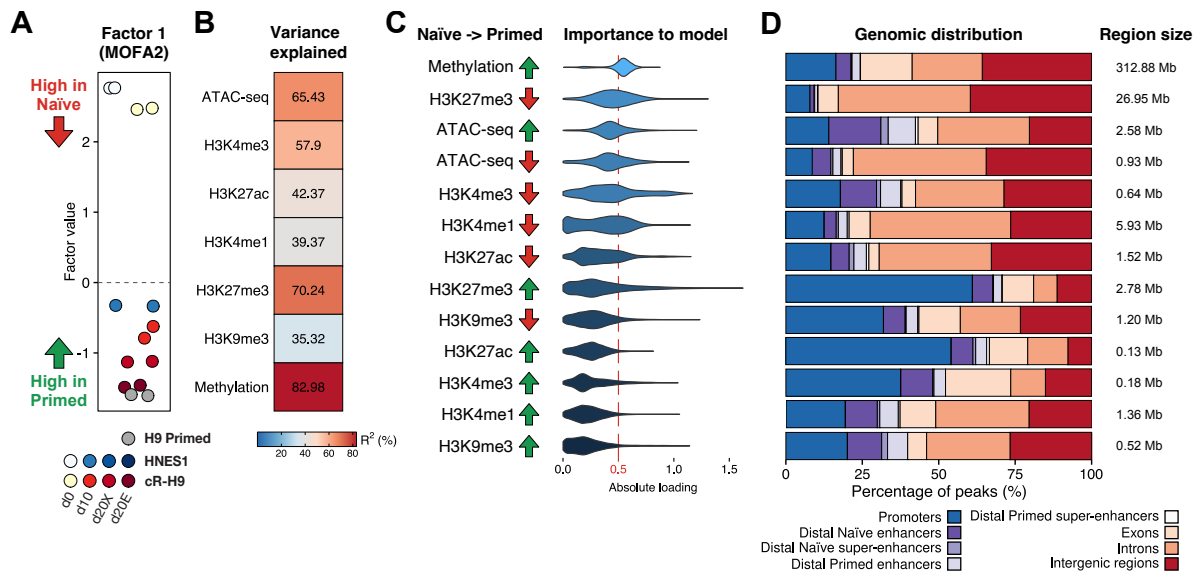 A
Factor 1
(MOFA2)
High in
Naïve
2
1
0
-1
Factor value
High in
Primed
H9 Primed
HNES1
cR-H9
d0
d10
d20X
d20E
B
Variance
explained
ATAC-seq 65.43
H3K4me3 57.9
H3K27ac 42.37
H3K4me1 39.37
H3K27me3 70.24
H3K9me3 35.32
Methylation 82.98
R² (%)
20 40 60 80
C
Naïve -> Primed Importance to model
Methylation
H3K27me3
ATAC-seq
ATAC-seq
H3K4me3
H3K4me1
H3K27ac
H3K27me3
H3K9me3
H3K27ac
H3K4me3
H3K4me1
H3K9me3
0.0 0.5 1.0 1.5
Absolute loading
D
Genomic distribution Region size
312.88 Mb
26.95 Mb
2.58 Mb
0.93 Mb
0.64 Mb
5.93 Mb
1.52 Mb
2.78 Mb
1.20 Mb
0.13 Mb
0.18 Mb
1.36 Mb
0.52 Mb
0 25 50 75 100
Percentage of peaks (%)
Promoters
Distal Naïve enhancers
Distal Naïve super-enhancers
Distal Primed enhancers
Distal Primed super-enhancers
Exons
Introns
Intergenic regions